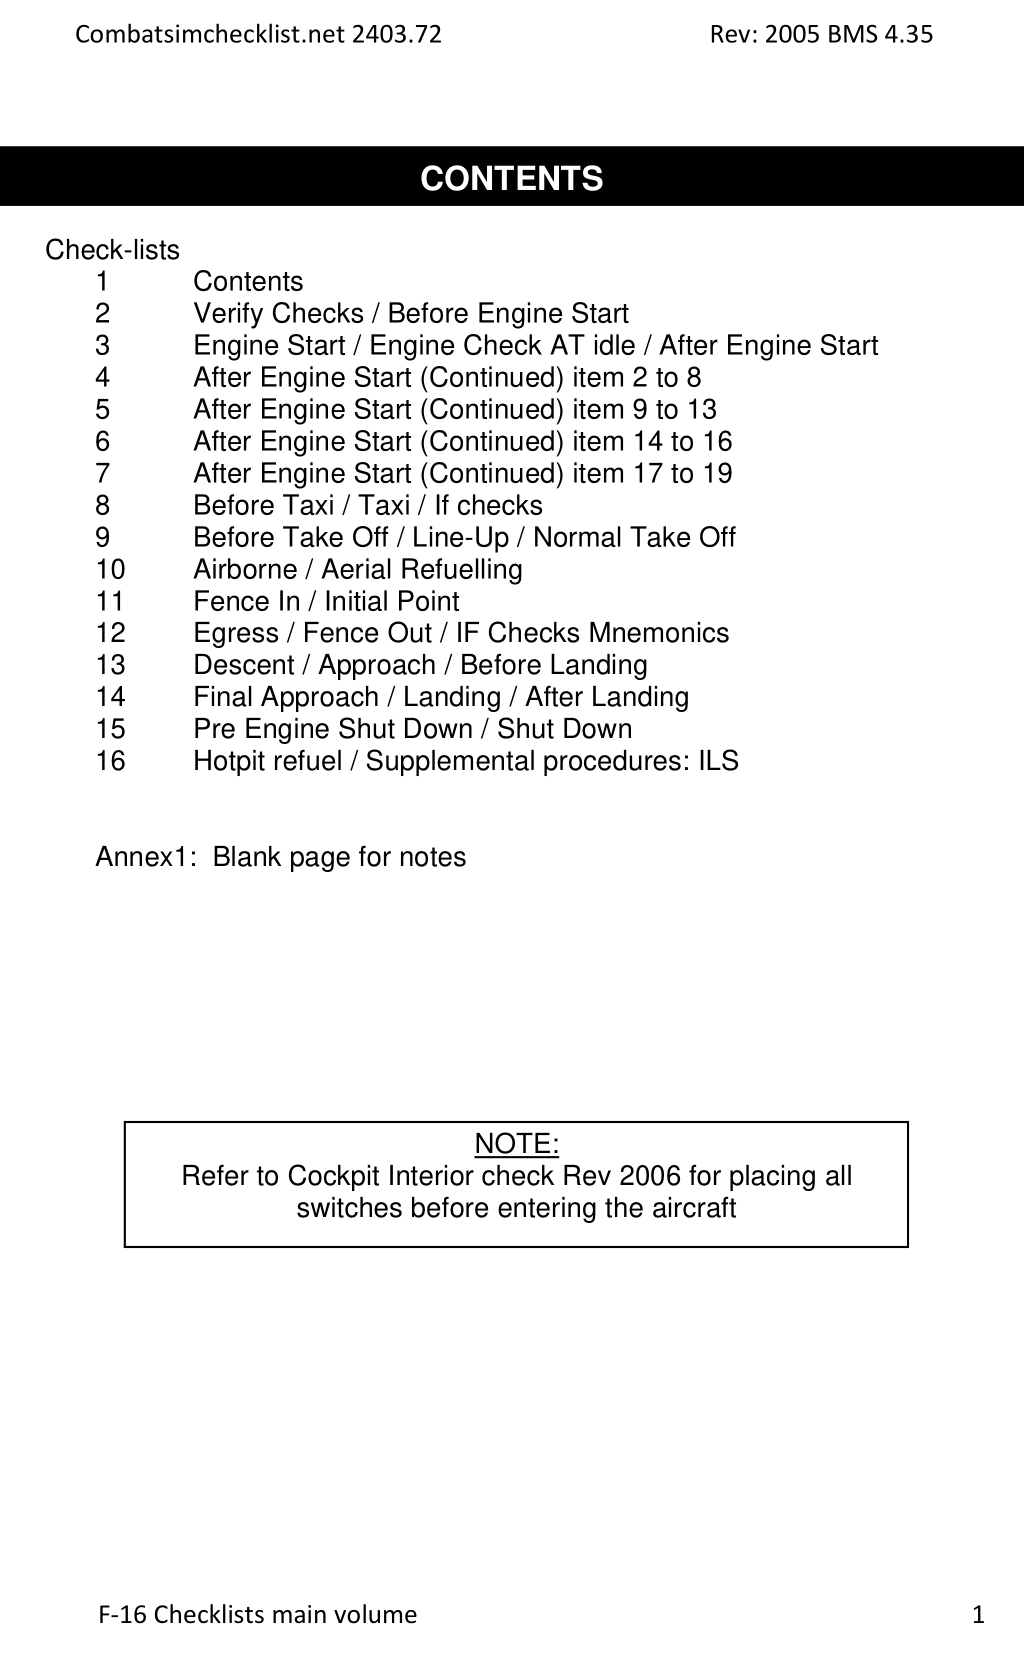 Combatsimchecklist.net 2403.72 Rev: 2005 BMS 4.35
CONTENTS
Check-lists
1 Contents
2 Verify Checks / Before Engine Start
3 Engine Start / Engine Check AT idle / After Engine Start
4 After Engine Start (Continued) item 2 to 8
5 After Engine Start (Continued) item 9 to 13
6 After Engine Start (Continued) item 14 to 16
7 After Engine Start (Continued) item 17 to 19
8 Before Taxi / Taxi / If checks
9 Before Take Off / Line-Up / Normal Take Off
10 Airborne / Aerial Refuelling
11 Fence In / Initial Point
12 Egress / Fence Out / IF Checks Mnemonics
13 Descent / Approach / Before Landing
14 Final Approach / Landing / After Landing
15 Pre Engine Shut Down / Shut Down
16 Hotpit refuel / Supplemental procedures: ILS
Annex1: Blank page for notes
NOTE:
Refer to Cockpit Interior check Rev 2006 for placing all
switches before entering the aircraft
F-16 Checklists main volume 1